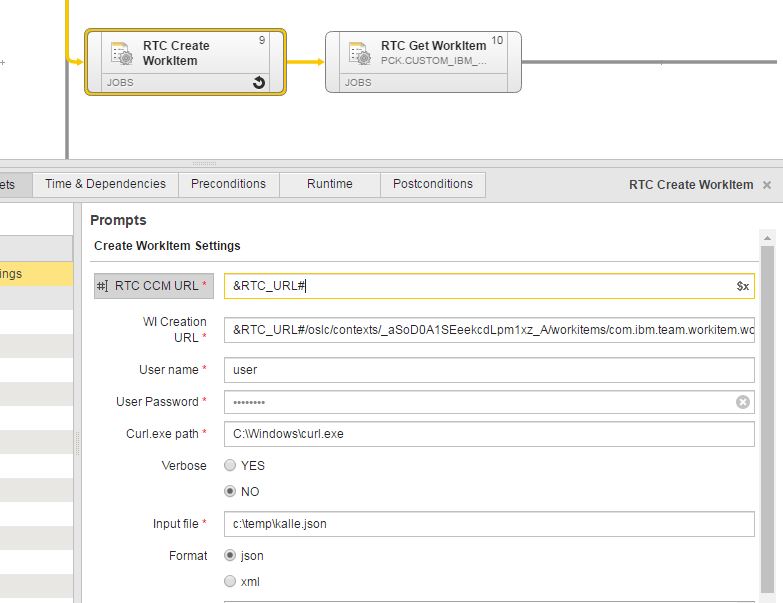 RTC Create
WorkItem
9
JOBS
RTC Get WorkItem
10
PCK.CUSTOM_IBM_...
JOBS
ets
Time & Dependencies
Preconditions
Runtime
Postconditions
RTC Create WorkItem
Prompts
Create WorkItem Settings
ings
RTC CCM URL *
&RTC_URL#
$x
WI Creation
URL *
&RTC_URL#/oslc/contexts/_aSoD0A1SEeekcdLpm1xz_A/workitems/com.ibm.team.workitem.wo
User name *
user
User Password *
••••••••
Curl.exe path *
C:\Windows\curl.exe
Verbose
YES
NO
Input file *
c:\temp\kalle.json
Format
json
xml